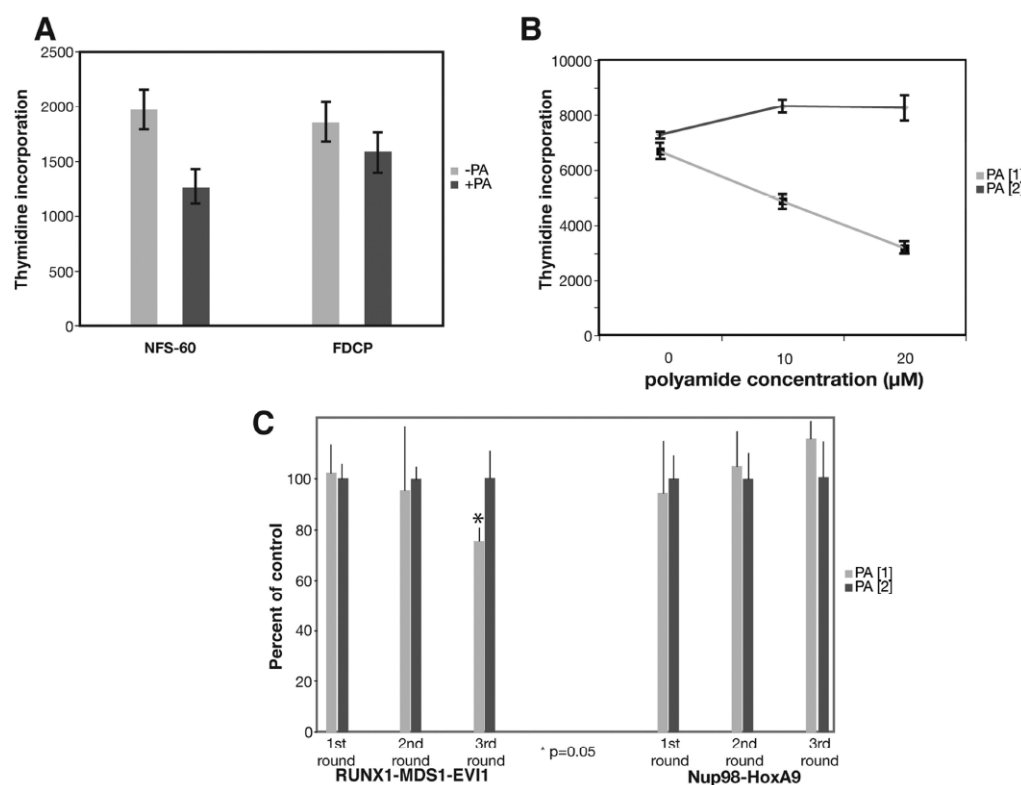 A
Thymidine incorporation
2500
2000
1500
1000
500
0
NFS-60 FDCP
-PA
+PA
B
Thymidine incorporation
10000
8000
6000
4000
2000
0
0 10 20
polyamide concentration (µM)
PA [1]
PA [2]
C
Percent of control
100
80
60
40
20
0
*
1st 2nd 3rd 1st 2nd 3rd
round round round round round round
* p=0.05
RUNX1-MDS1-EVI1 Nup98-HoxA9
PA [1]
PA [2]